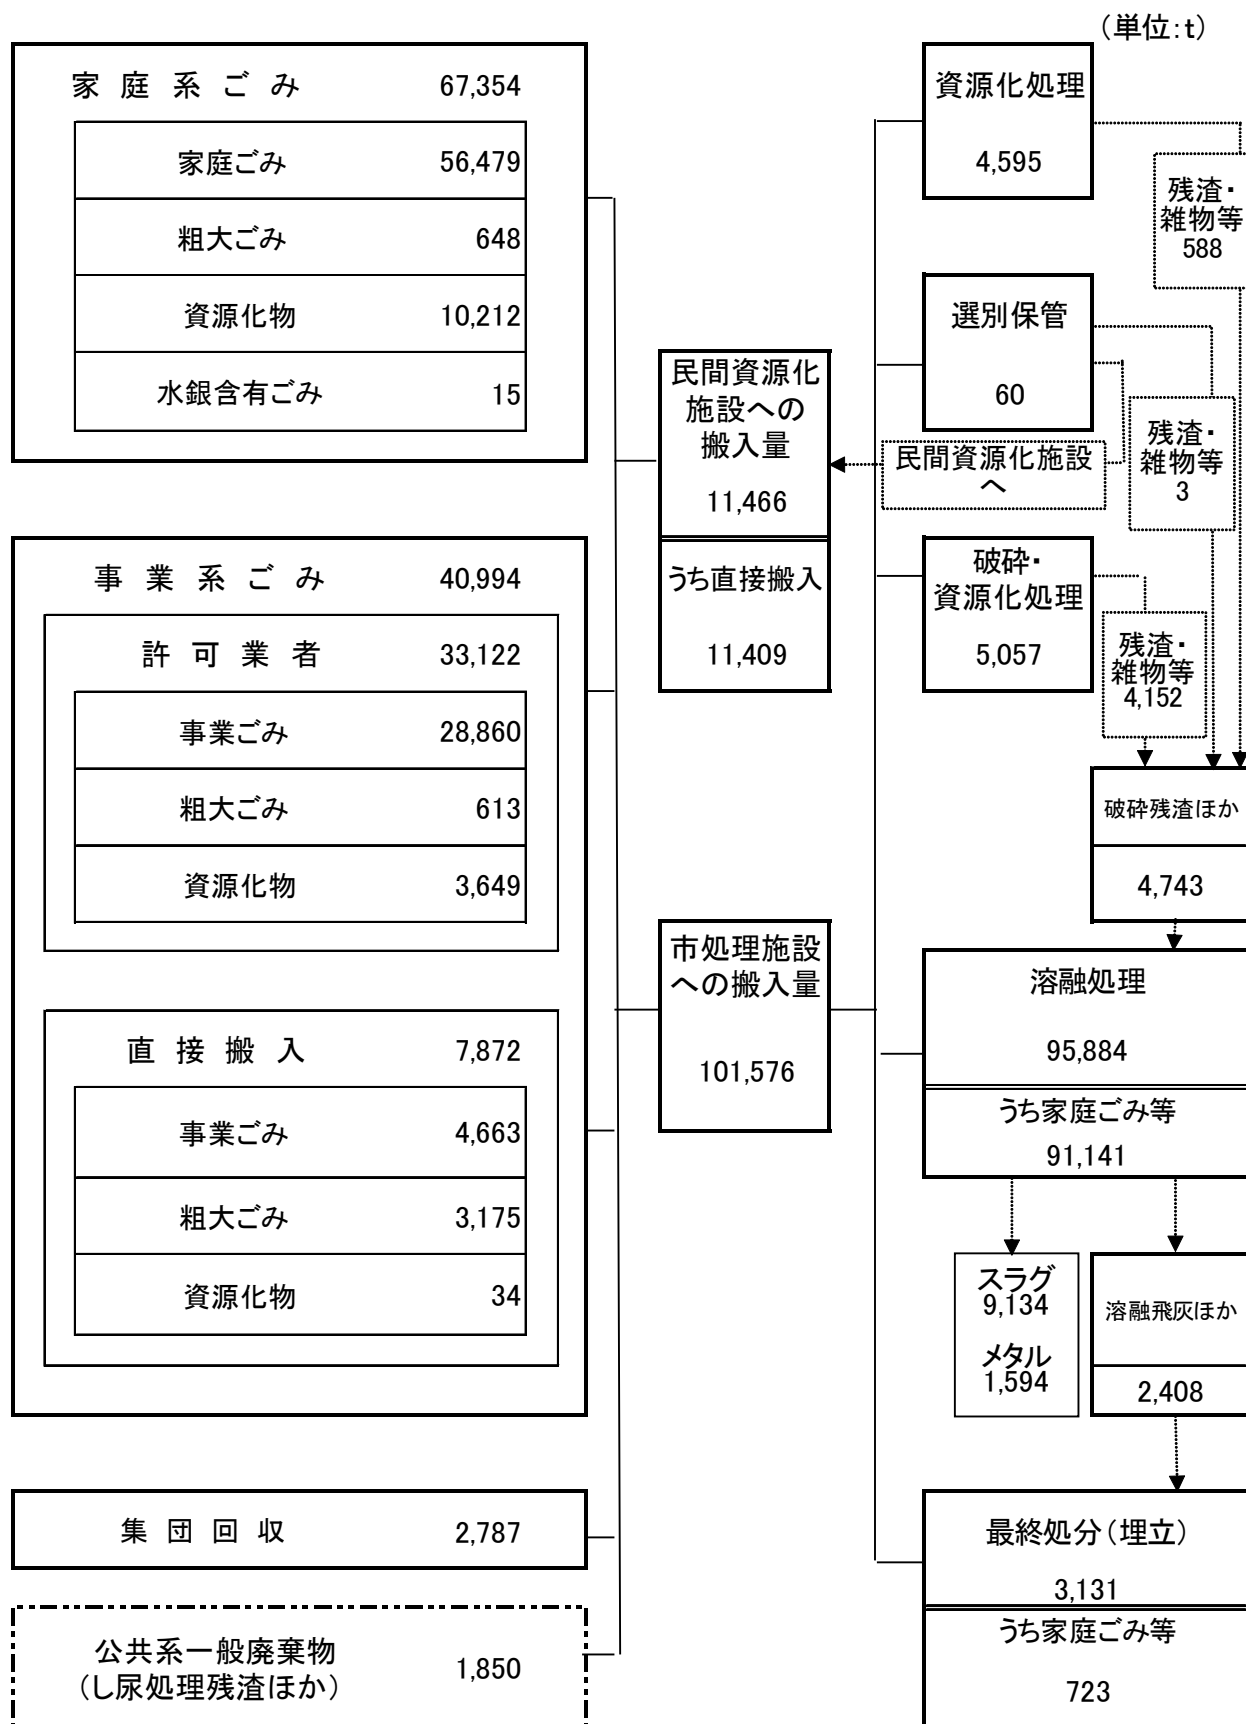 （単位：t）
家庭系ごみ 67,354
家庭ごみ 56,479
粗大ごみ 648
資源化物 10,212
水銀含有ごみ 15
事業系ごみ 40,994
許可業者 33,122
事業ごみ 28,860
粗大ごみ 613
資源化物 3,649
直接搬入 7,872
事業ごみ 4,663
粗大ごみ 3,175
資源化物 34
集団回収 2,787
公共系一般廃棄物
（し尿処理残渣ほか） 1,850
民間資源化
施設への
搬入量
11,466
うち直接搬入
11,409
市処理施設
への搬入量
101,576
資源化処理
4,595
残渣・
雑物等
588
選別保管
60
残渣・
雑物等
3
民間資源化施設
へ
破砕・
資源化処理
5,057
残渣・
雑物等
4,152
破砕残渣ほか
4,743
溶融処理
95,884
うち家庭ごみ等
91,141
スラグ
9,134
メタル
1,594
溶融飛灰ほか
2,408
最終処分（埋立）
3,131
うち家庭ごみ等
723